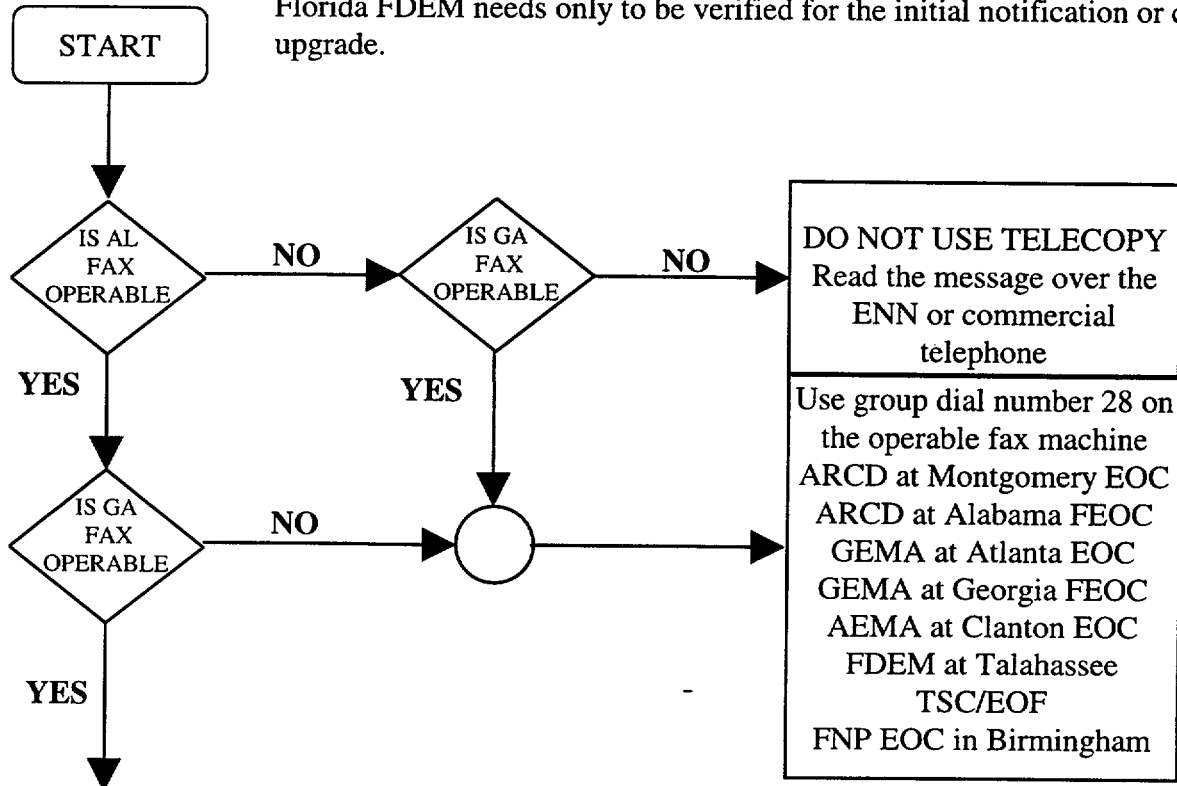 Florida FDEM needs only to be verified for the initial notification or
upgrade.
START
IS AL
FAX
OPERABLE
NO
IS GA
FAX
OPERABLE
NO
DO NOT USE TELECOPY
Read the message over the
ENN or commercial
telephone
YES
YES
Use group dial number 28 on
the operable fax machine
ARCD at Montgomery EOC
ARCD at Alabama FEOC
GEMA at Atlanta EOC
GEMA at Georgia FEOC
AEMA at Clanton EOC
FDEM at Talahassee
TSC/EOF
FNP EOC in Birmingham
IS GA
FAX
OPERABLE
NO
YES